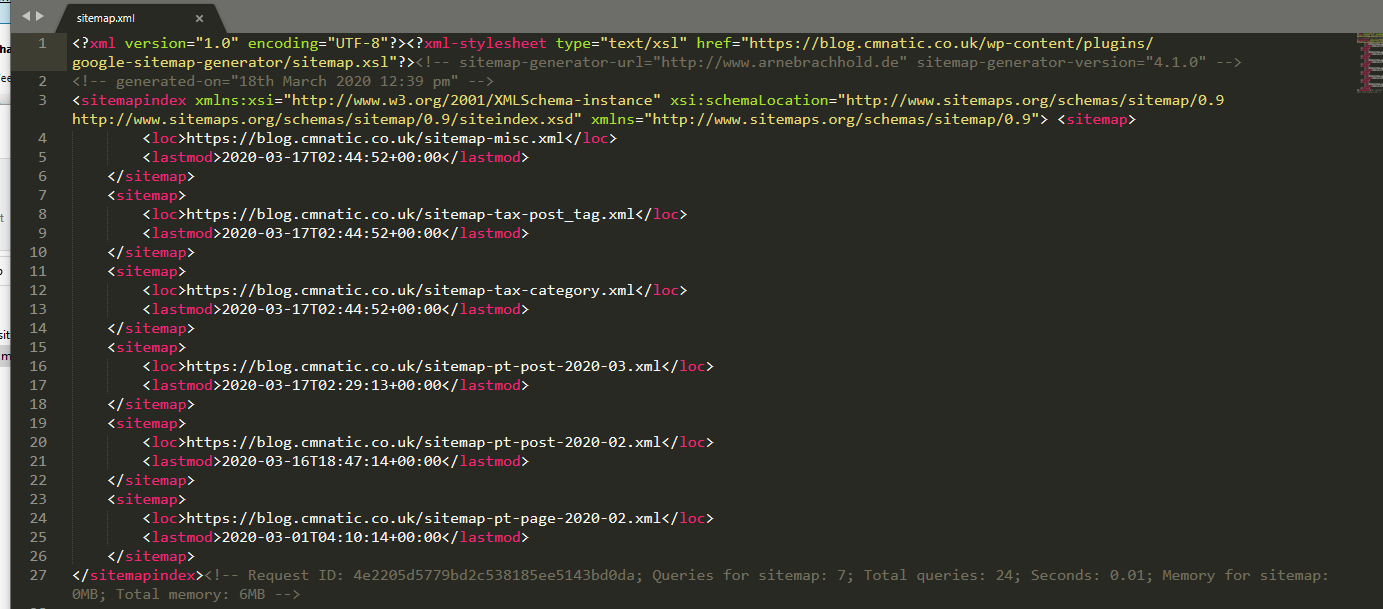 sitemap.xml ×
1 <?xml version="1.0" encoding="UTF-8"?><?xml-stylesheet type="text/xsl" href="https://blog.cmnatic.co.uk/wp-content/plugins/
google-sitemap-generator/sitemap.xsl"?><!-- sitemap-generator-url="http://www.arnebrachhold.de" sitemap-generator-version="4.1.0" -->
2 <!-- generated-on="18th March 2020 12:39 pm" -->
3 <sitemapindex xmlns:xsi="http://www.w3.org/2001/XMLSchema-instance" xsi:schemaLocation="http://www.sitemaps.org/schemas/sitemap/0.9
http://www.sitemaps.org/schemas/sitemap/0.9/siteindex.xsd" xmlns="http://www.sitemaps.org/schemas/sitemap/0.9"> <sitemap>
4 <loc>https://blog.cmnatic.co.uk/sitemap-misc.xml</loc>
5 <lastmod>2020-03-17T02:44:52+00:00</lastmod>
6 </sitemap>
7 <sitemap>
8 <loc>https://blog.cmnatic.co.uk/sitemap-tax-post_tag.xml</loc>
9 <lastmod>2020-03-17T02:44:52+00:00</lastmod>
10 </sitemap>
11 <sitemap>
12 <loc>https://blog.cmnatic.co.uk/sitemap-tax-category.xml</loc>
13 <lastmod>2020-03-17T02:44:52+00:00</lastmod>
14 </sitemap>
15 <sitemap>
16 <loc>https://blog.cmnatic.co.uk/sitemap-pt-post-2020-03.xml</loc>
17 <lastmod>2020-03-17T02:29:13+00:00</lastmod>
18 </sitemap>
19 <sitemap>
20 <loc>https://blog.cmnatic.co.uk/sitemap-pt-post-2020-02.xml</loc>
21 <lastmod>2020-03-16T18:47:14+00:00</lastmod>
22 </sitemap>
23 <sitemap>
24 <loc>https://blog.cmnatic.co.uk/sitemap-pt-page-2020-02.xml</loc>
25 <lastmod>2020-03-01T04:10:14+00:00</lastmod>
26 </sitemap>
27 </sitemapindex><!-- Request ID: 4e2205d5779bd2c538185ee5143bd0da; Queries for sitemap: 7; Total queries: 24; Seconds: 0.01; Memory for sitemap:
0MB; Total memory: 6MB -->